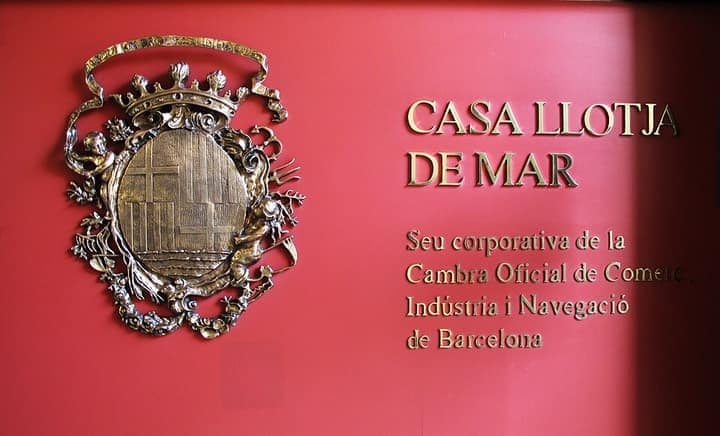 CASA LLOTJA
DE MAR
Seu corporativa de la
Cambra Oficial de Comerç,
Indústria i Navegació
de Barcelona